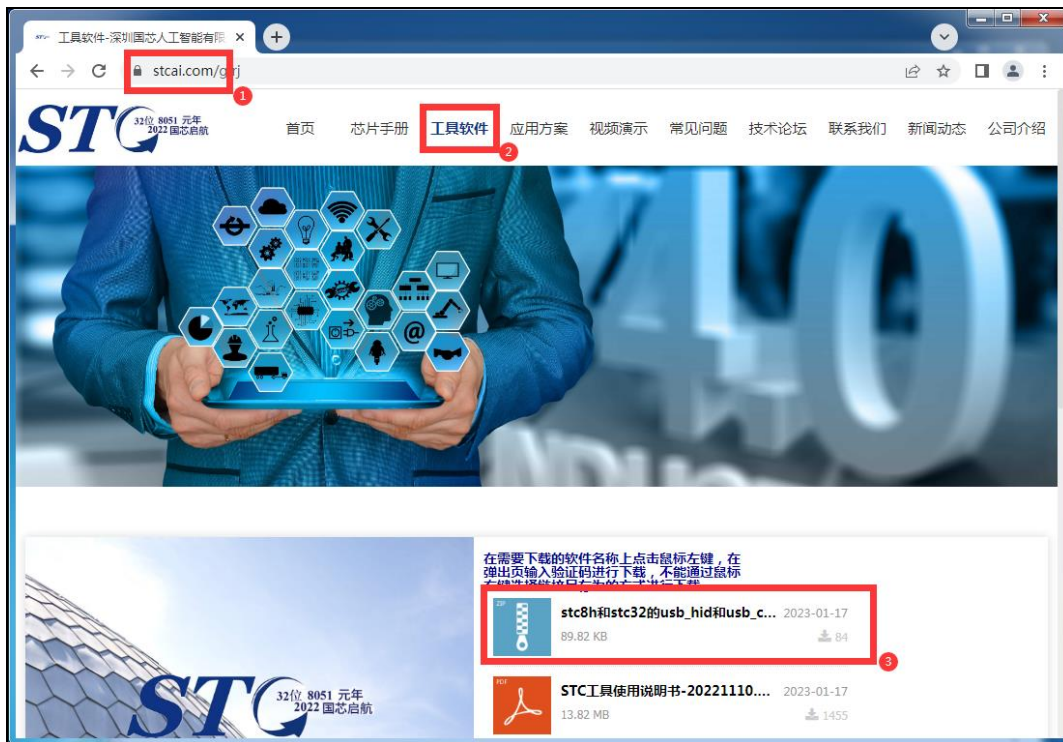 工具软件-深圳国芯人工智能有限
stcai.com/gjrj
1
STC
32位 8051 元年
2022 国芯启航
首页 芯片手册 工具软件 应用方案 视频演示 常见问题 技术论坛 联系我们 新闻动态 公司介绍
2
4.0
在需要下载的软件名称上点击鼠标左键，在
弹出页输入验证码进行下载，不能通过鼠标
ZIP
stc8h和stc32的usb_hid和usb_c... 2023-01-17
89.82 KB 84
3
STC
32位 8051 元年
2022 国芯启航
PDF
STC工具使用说明书-20221110.... 2023-01-17
13.82 MB 1455